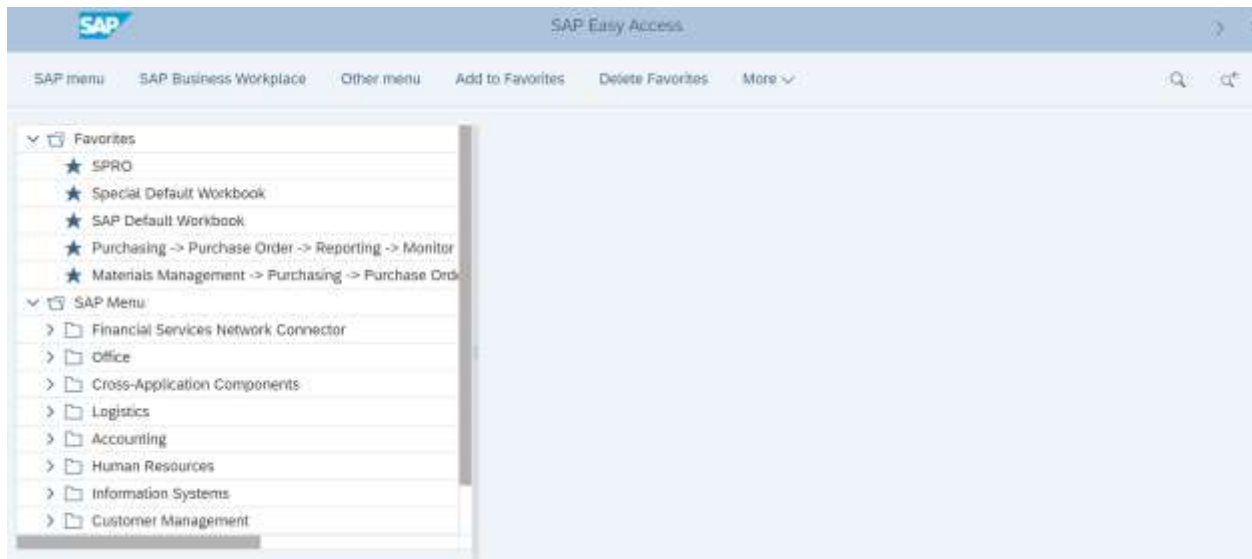 SAP SAP Easy Access
SAP menu SAP Business Workplace Other menu Add to Favorites Delete Favorites More
Favorites
SPRO
Special Default Workbook
SAP Default Workbook
Purchasing -> Purchase Order -> Reporting -> Monitor
Materials Management -> Purchasing -> Purchase Orde
SAP Menu
Financial Services Network Connector
Office
Cross-Application Components
Logistics
Accounting
Human Resources
Information Systems
Customer Management